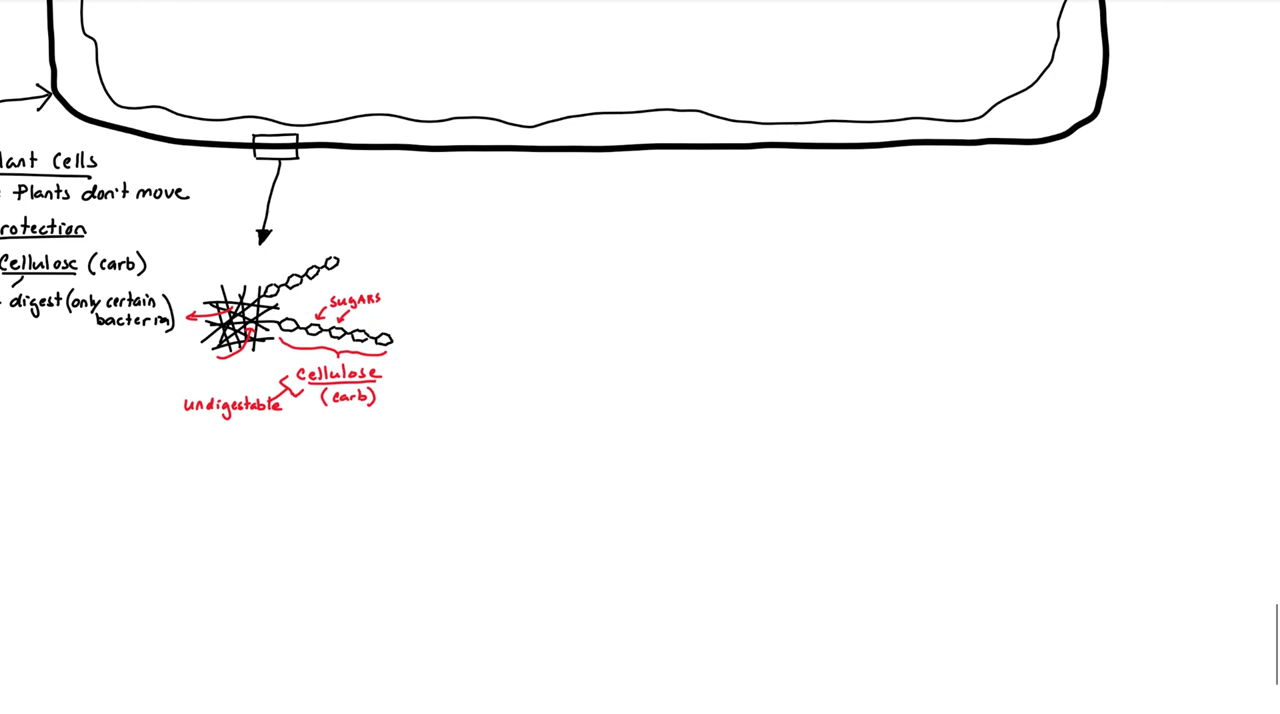 lant Cells
: Plants don't move
rotection
Cellulose (carb)
- digest (only certain
bacteria)
SUGARS
Cellulose
(carb)
undigestable